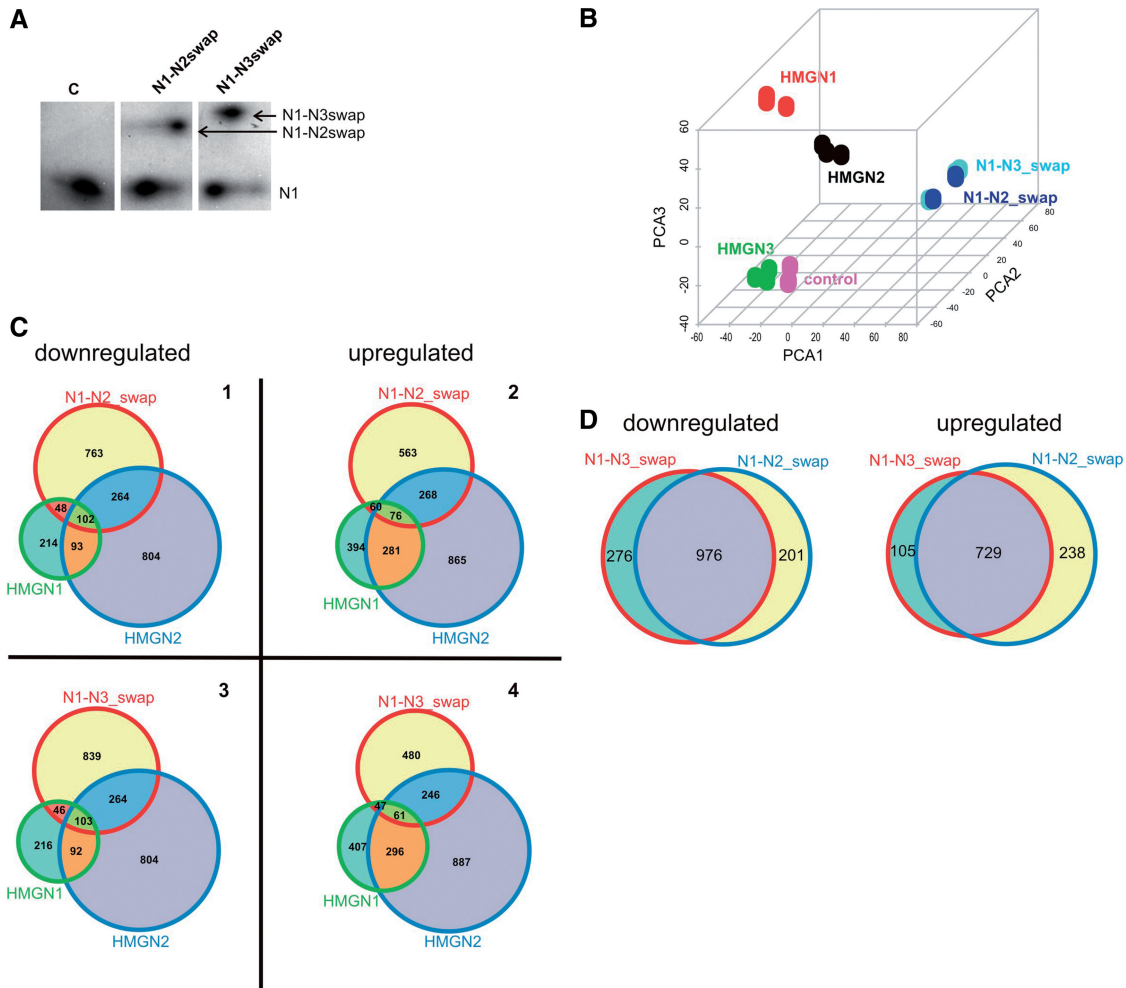 A
C
N1-N2swap
N1-N3swap
N1-N3swap
N1-N2swap
N1
B
HMGN1
HMGN2
HMGN3
control
N1-N3_swap
N1-N2_swap
PCA3
60
40
20
0
-20
-40
PCA1
-60
-40
-20
0
20
40
60
80
PCA2
-60
-40
-20
0
20
40
60
80
C
downregulated
upregulated
1
N1-N2_swap
763
264
48
102
214
93
804
HMGN1
HMGN2
2
N1-N2_swap
563
268
60
76
394
281
865
HMGN1
HMGN2
3
N1-N3_swap
839
264
46
103
216
92
804
HMGN1
HMGN2
4
N1-N3_swap
480
246
47
61
407
296
887
HMGN1
HMGN2
D
downregulated
N1-N3_swap
N1-N2_swap
276
976
201
upregulated
N1-N3_swap
N1-N2_swap
105
729
238